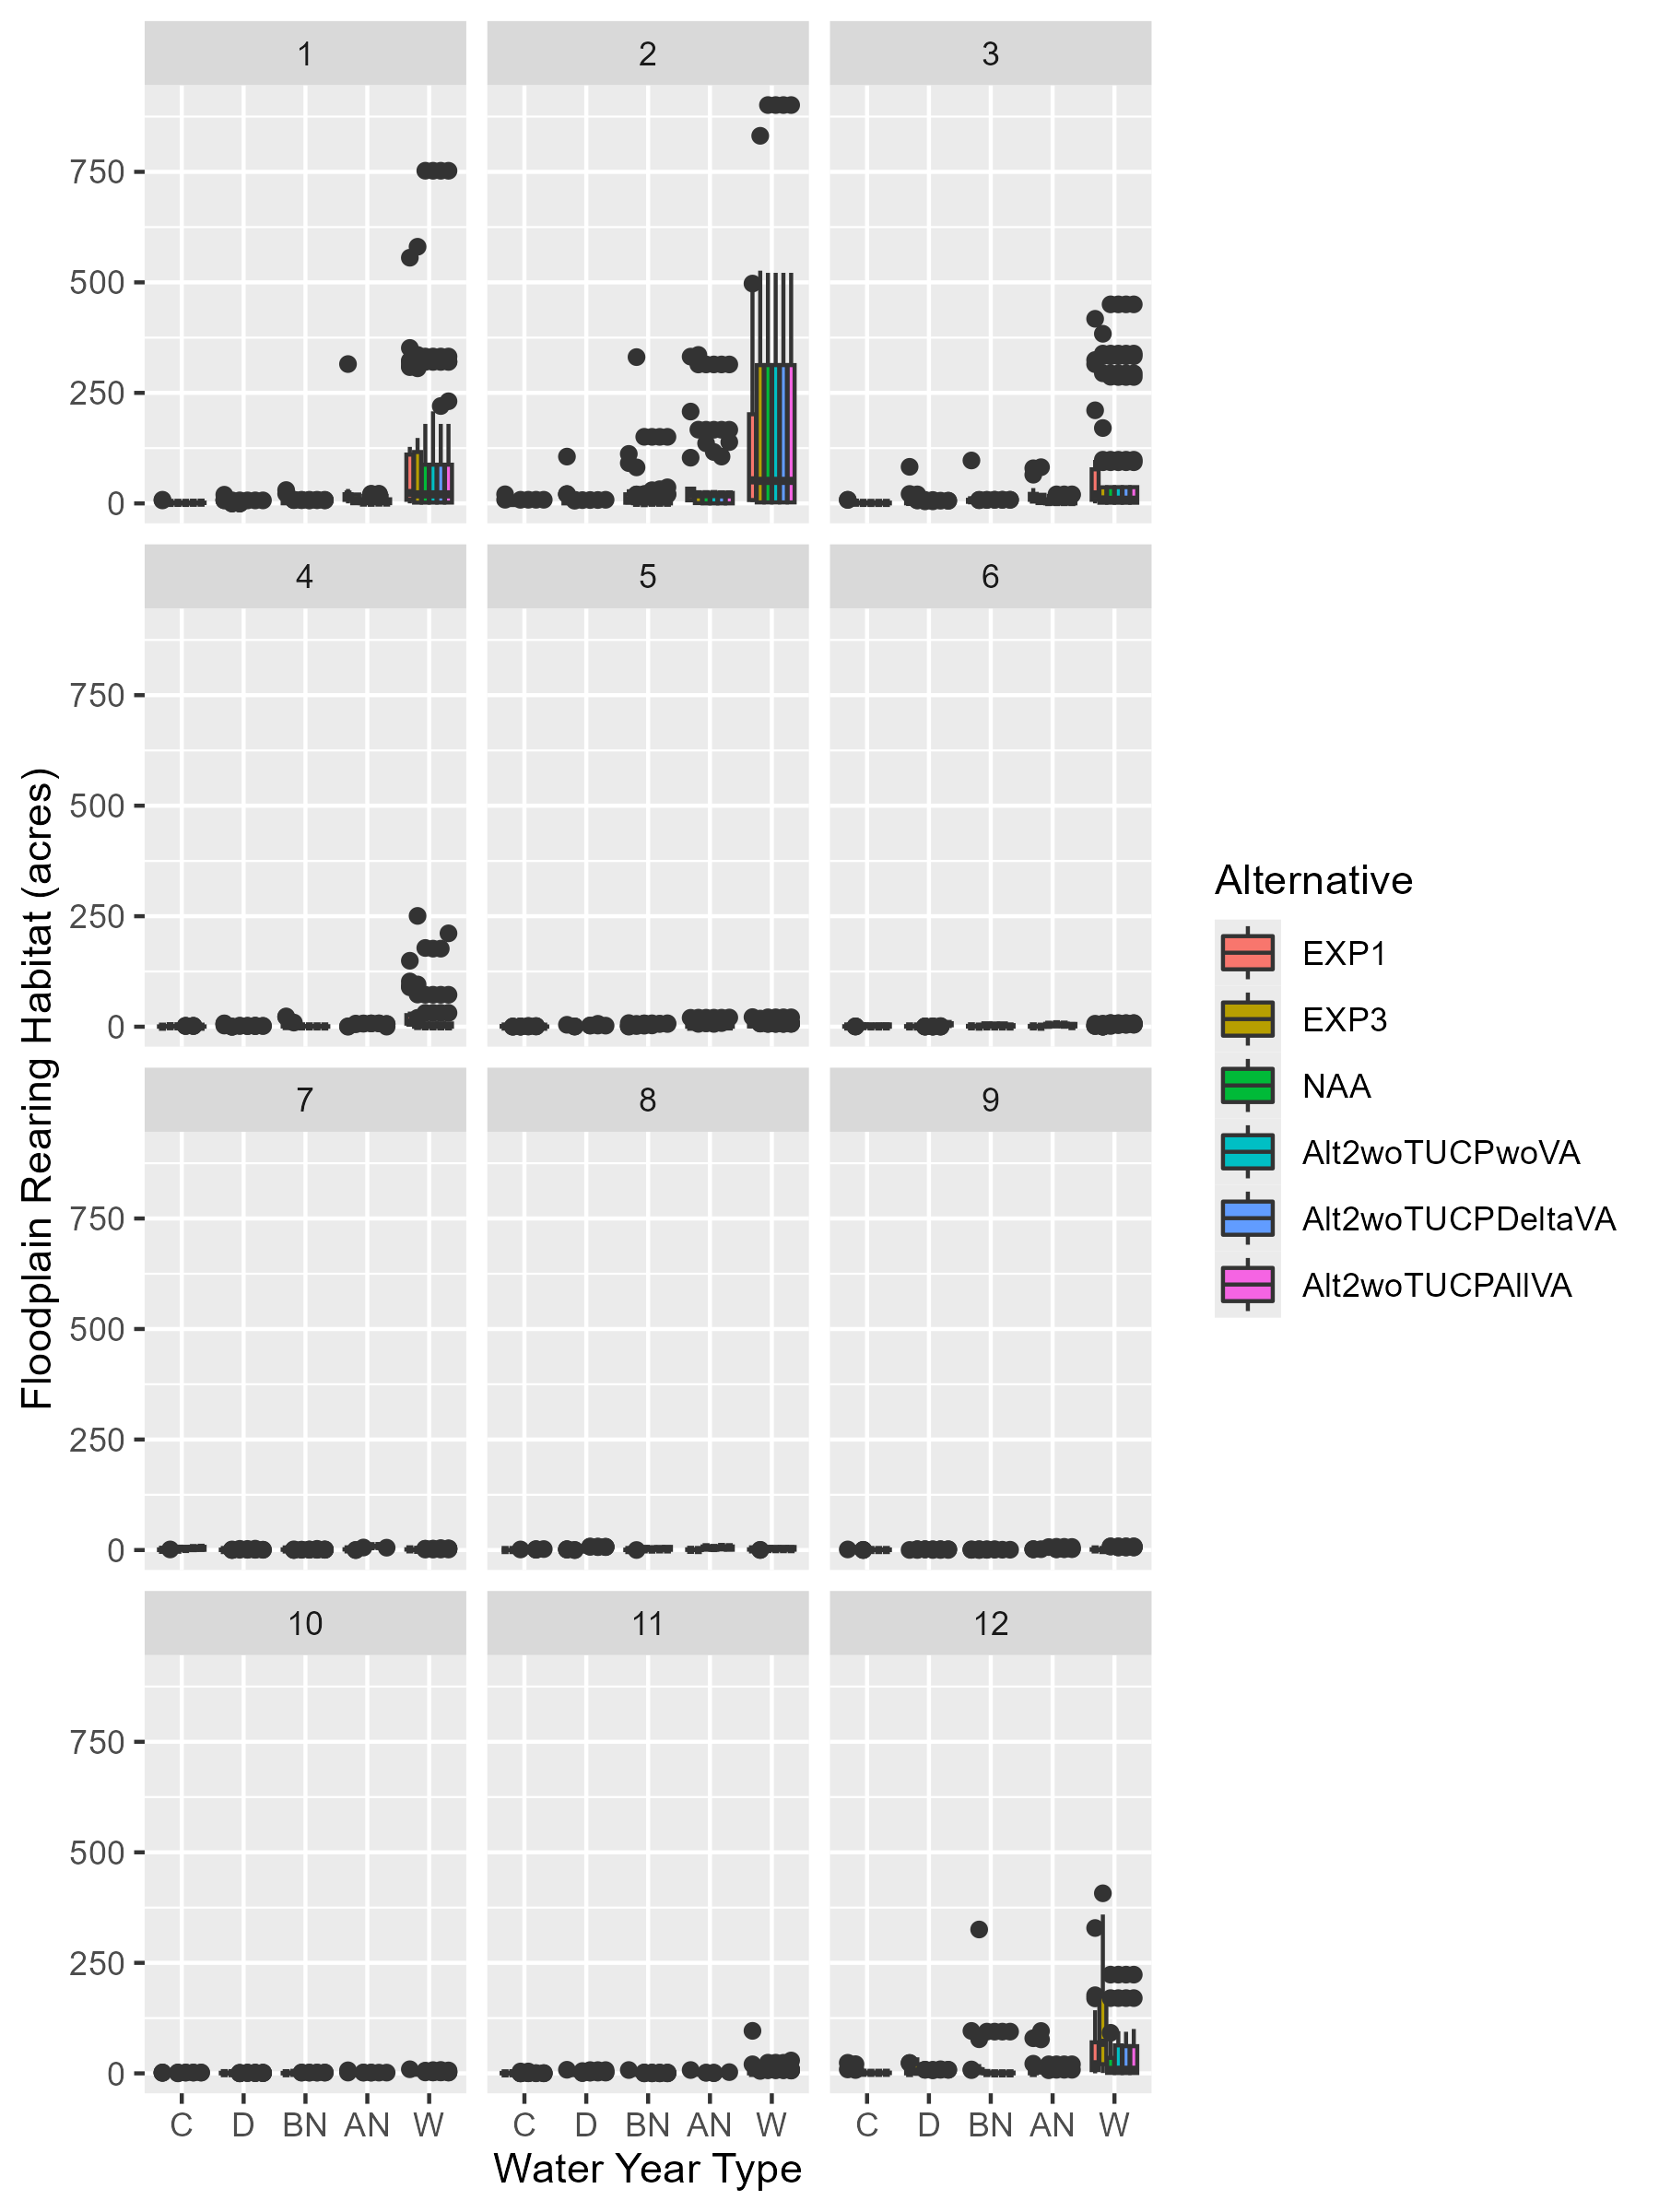 1 2 3
750
500
250
0
4 5 6
750
500
250
0
7 8 9
750
500
250
0
10 11 12
750
500
250
0
C D BN AN W C D BN AN W C D BN AN W
Water Year Type
Floodplain Rearing Habitat (acres)
Alternative
EXP1
EXP3
NAA
Alt2woTUCPwoVA
Alt2woTUCPDeltaVA
Alt2woTUCPAllVA